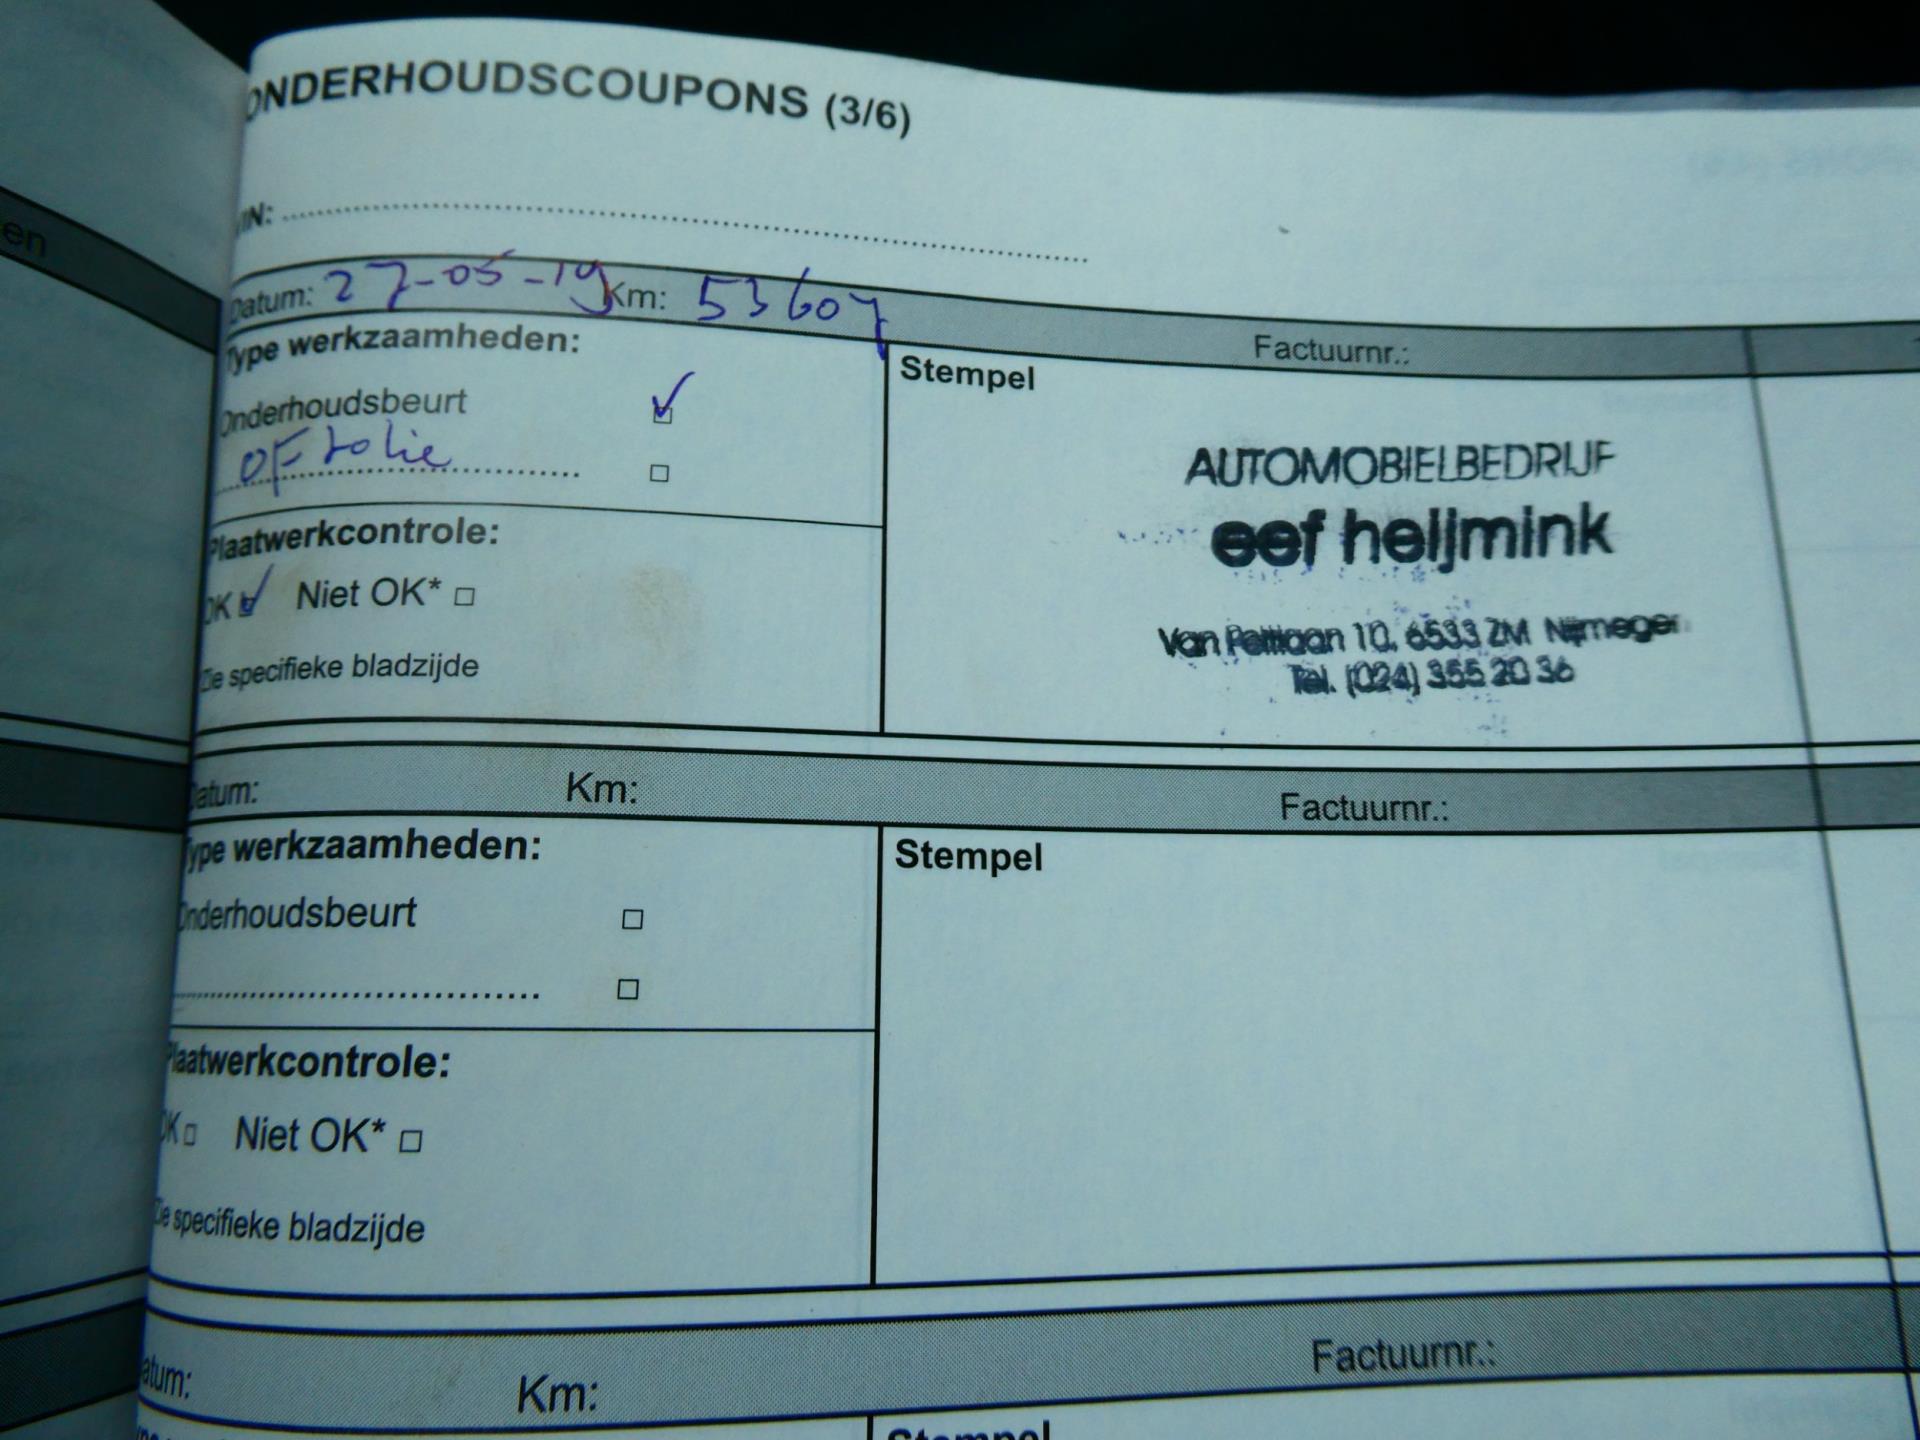 ONDERHOUDSCOUPONS (3/6)
VIN:
Datum: 27-05-19 Km: 53607 Factuurnr.:
Type werkzaamheden:
Stempel
Onderhoudsbeurt
AUTOMOBIELBEDRIJF
eef heijmink
Plaatwerkcontrole:
OK Niet OK*
Van 10, 6533 ZM Nijmegen
Tel. (024) 355 20 36
Zie specifieke bladzijde
Datum: Km: Factuurnr.:
Type werkzaamheden:
Stempel
Onderhoudsbeurt
Plaatwerkcontrole:
OK Niet OK*
Zie specifieke bladzijde
Datum: Km: Factuurnr.:
Stempel